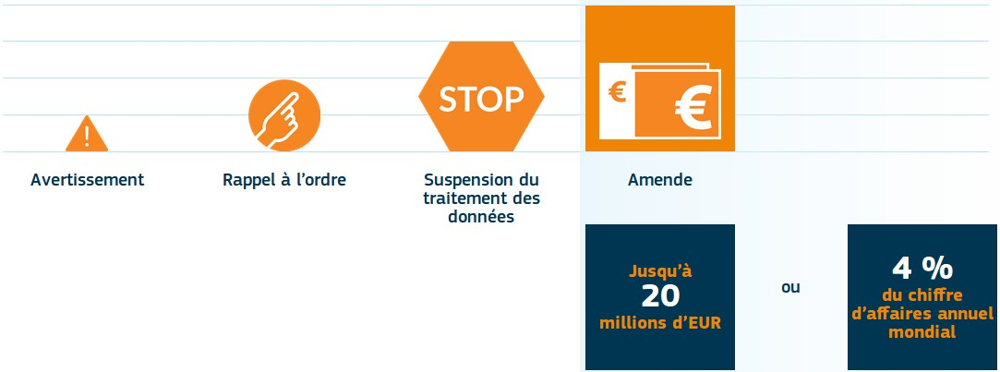 !
STOP
€ €
Avertissement
Rappel à l'ordre
Suspension du
traitement des
données
Amende
Jusqu'à
20
millions d'EUR
ou
4 %
du chiffre
d'affaires annuel
mondial